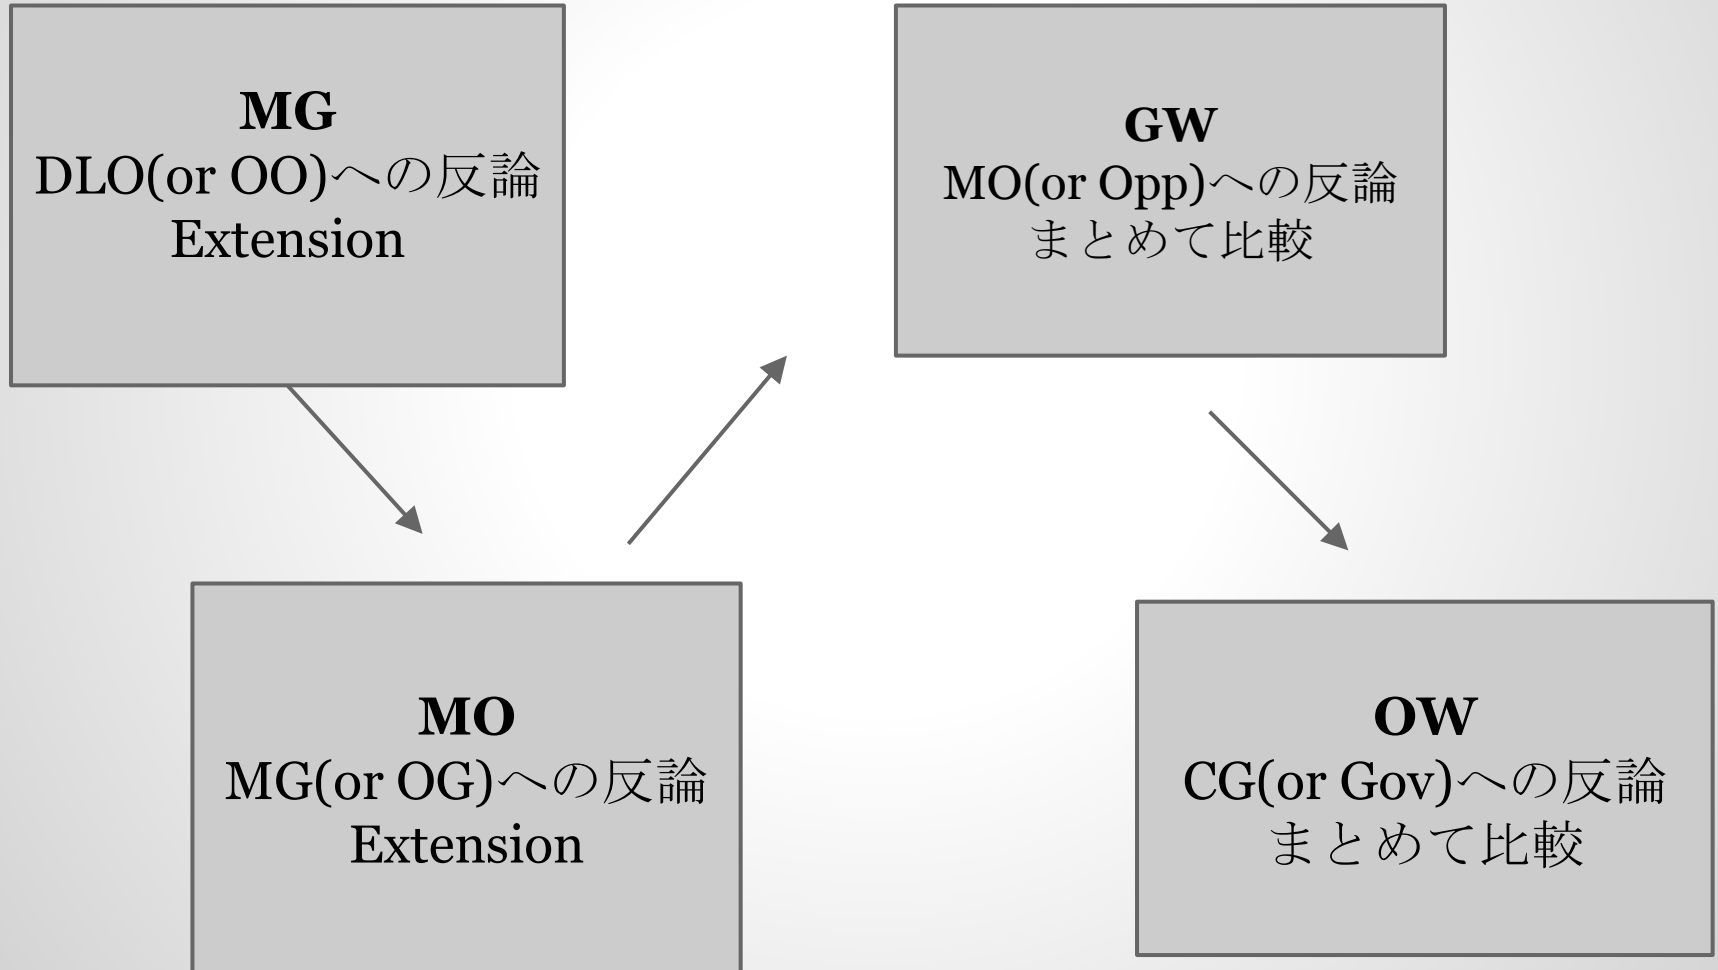 MG
DLO(or OO)への反論
Extension
MO
MG(or OG)への反論
Extension
GW
MO(or Opp)への反論
まとめて比較
OW
CG(or Gov)への反論
まとめて比較